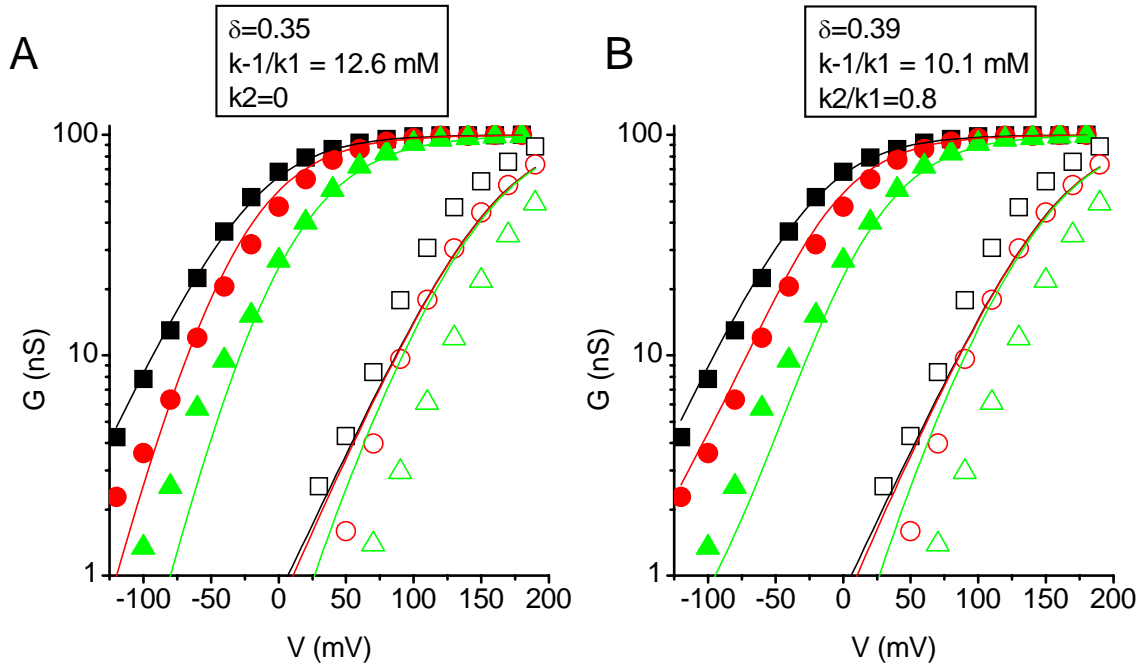 A
δ=0.35
k-1/k1 = 12.6 mM
k2=0
G (nS)
100
10
1
-100 -50 0 50 100 150 200
V (mV)
B
δ=0.39
k-1/k1 = 10.1 mM
k2/k1=0.8
G (nS)
100
10
1
-100 -50 0 50 100 150 200
V (mV)